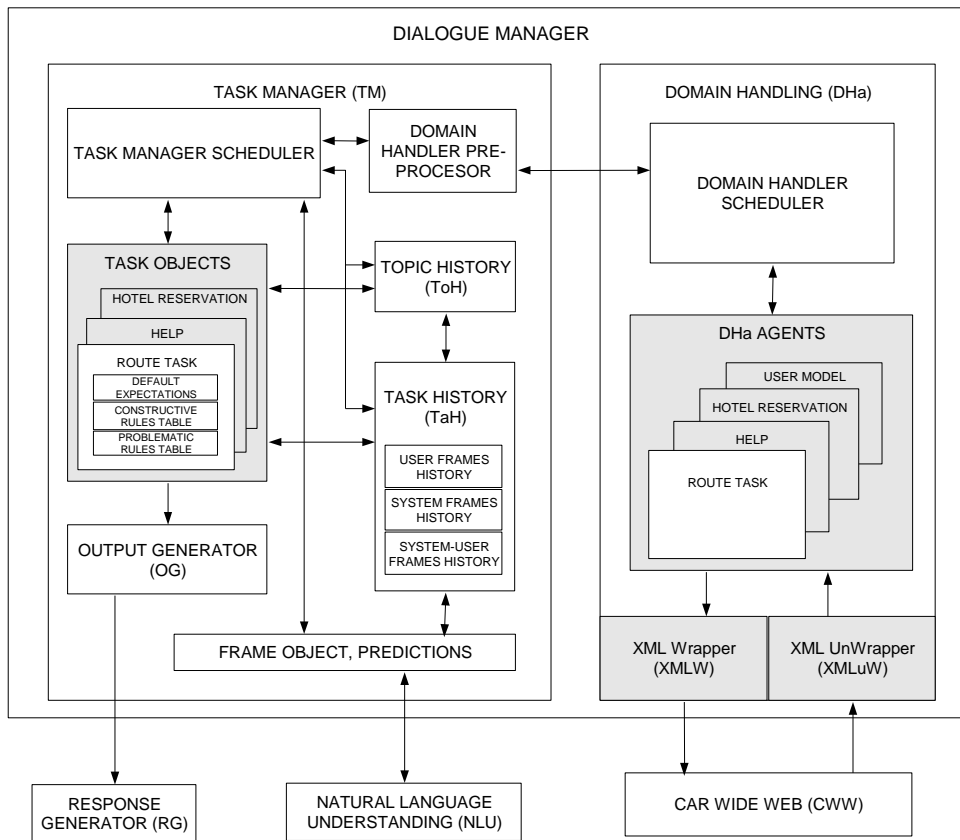 DIALOGUE MANAGER
TASK MANAGER (TM)
TASK MANAGER SCHEDULER
DOMAIN
HANDLER PRE-
PROCESOR
TASK OBJECTS
HOTEL RESERVATION
HELP
ROUTE TASK
DEFAULT
EXPECTATIONS
CONSTRUCTIVE
RULES TABLE
PROBLEMATIC
RULES TABLE
TOPIC HISTORY
(ToH)
TASK HISTORY
(TaH)
USER FRAMES
HISTORY
SYSTEM FRAMES
HISTORY
SYSTEM-USER
FRAMES HISTORY
OUTPUT GENERATOR
(OG)
FRAME OBJECT, PREDICTIONS
DOMAIN HANDLING (DHa)
DOMAIN HANDLER
SCHEDULER
DHa AGENTS
USER MODEL
HOTEL RESERVATION
HELP
ROUTE TASK
XML Wrapper
(XMLW)
XML UnWrapper
(XMLuW)
RESPONSE
GENERATOR (RG)
NATURAL LANGUAGE
UNDERSTANDING (NLU)
CAR WIDE WEB (CWW)